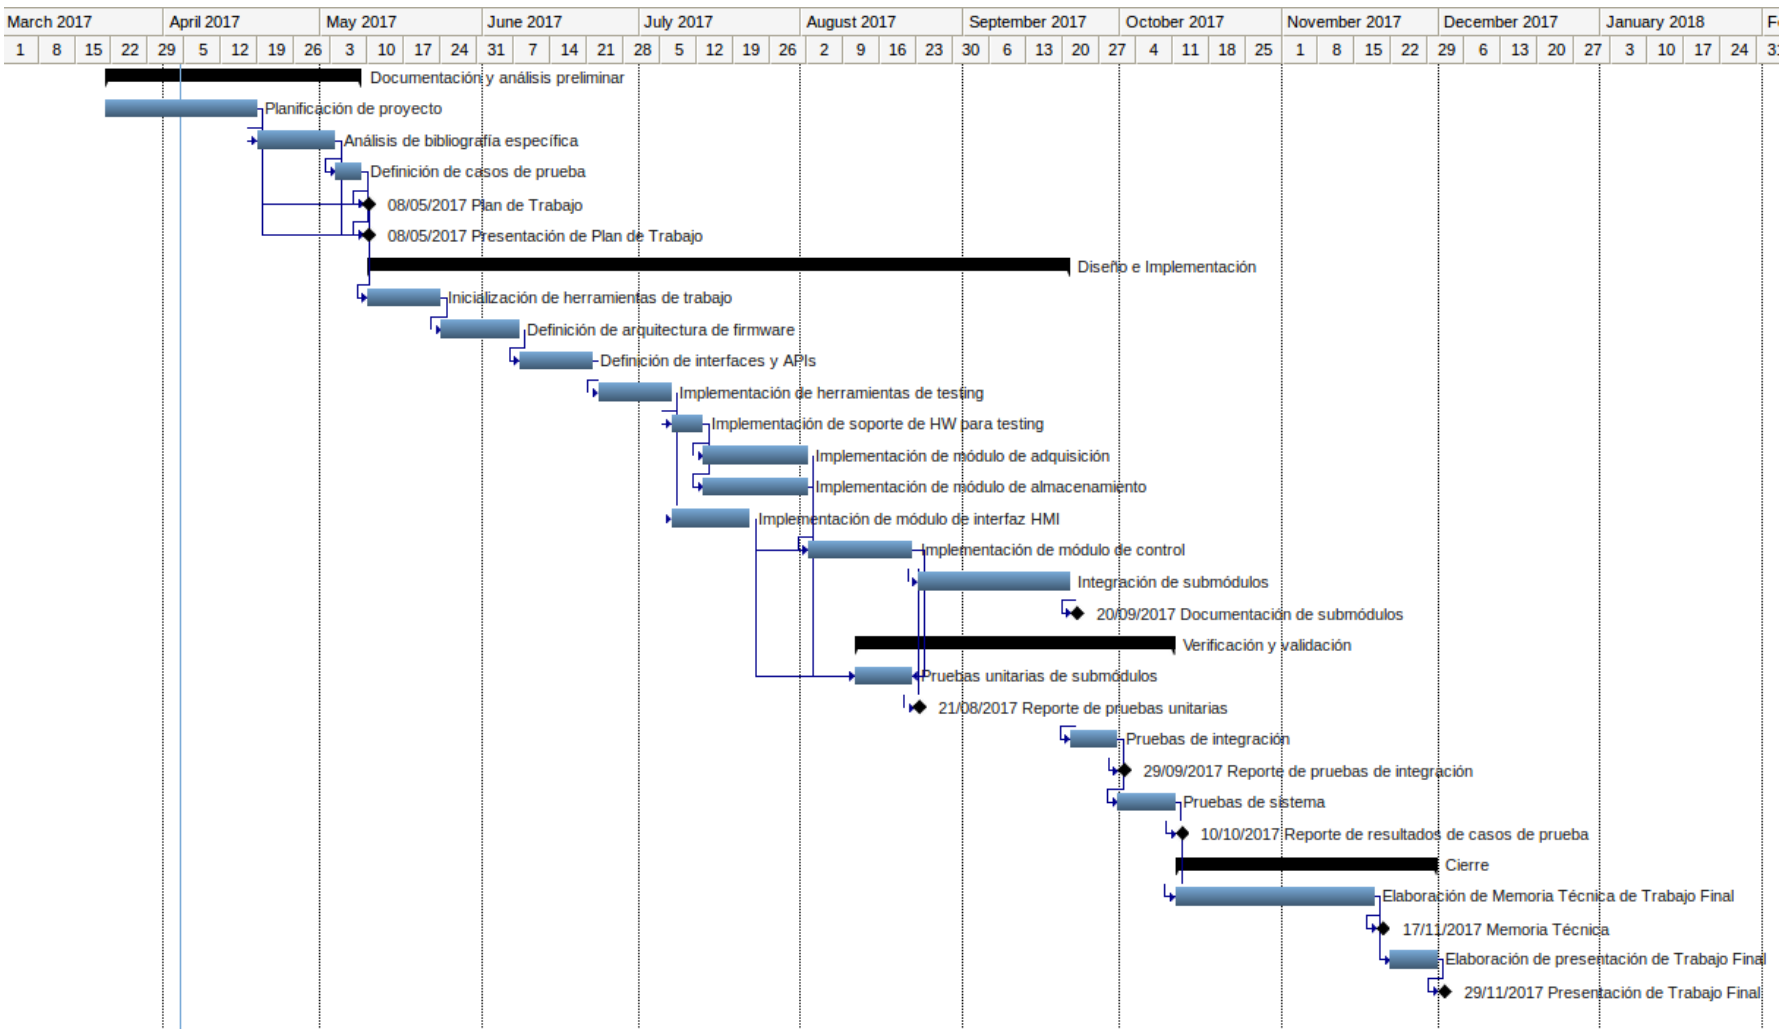 March 2017 April 2017 May 2017 June 2017 July 2017 August 2017 September 2017 October 2017 November 2017 December 2017 January 2018
1 8 15 22 29 5 12 19 26 3 10 17 24 31 7 14 21 28 5 12 19 26 2 9 16 23 30 6 13 20 27 4 11 18 25 1 8 15 22 29 6 13 20 27 3 10 17 24 31
Documentación y análisis preliminar
Planificación de proyecto
Análisis de bibliografía específica
Definición de casos de prueba
08/05/2017 Plan de Trabajo
08/05/2017 Presentación de Plan de Trabajo
Diseño e Implementación
Inicialización de herramientas de trabajo
Definición de arquitectura de firmware
Definición de interfaces y APIs
Implementación de herramientas de testing
Implementación de soporte de HW para testing
Implementación de módulo de adquisición
Implementación de módulo de almacenamiento
Implementación de módulo de interfaz HMI
Implementación de módulo de control
Integración de submódulos
20/09/2017 Documentación de submódulos
Verificación y validación
Pruebas unitarias de submódulos
21/08/2017 Reporte de pruebas unitarias
Pruebas de integración
29/09/2017 Reporte de pruebas de integración
Pruebas de sistema
10/10/2017 Reporte de resultados de casos de prueba
Cierre
Elaboración de Memoria Técnica de Trabajo Final
17/11/2017 Memoria Técnica
Elaboración de presentación de Trabajo Final
29/11/2017 Presentación de Trabajo Final